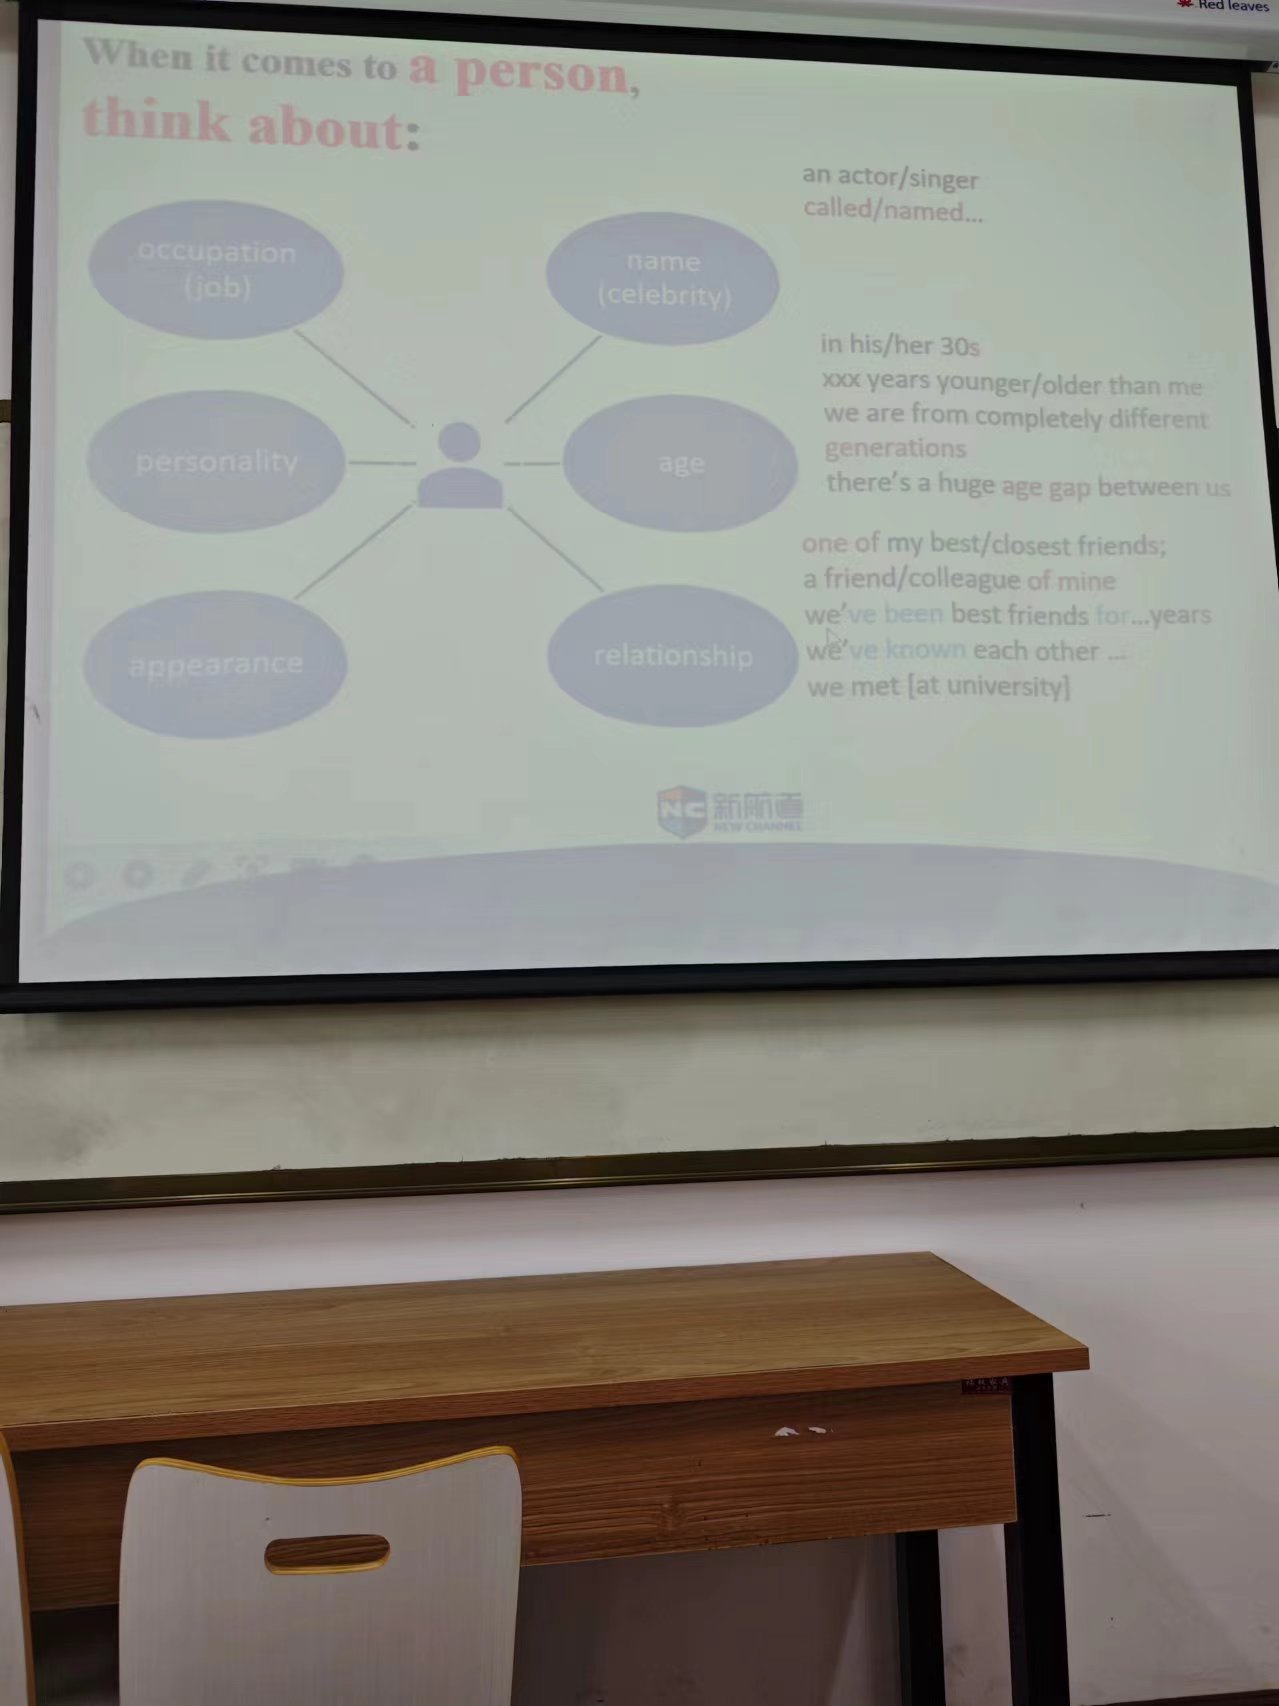 Red leaves
When it comes to a person,
think about:
an actor/singer
called/named...
occupation
(job)
name
(celebrity)
in his/her 30s
xxx years younger/older than me
we are from completely different
generations
there's a huge age gap between us
personality
age
one of my best/closest friends;
a friend/colleague of mine
we've been best friends for...years
we've known each other ...
we met [at university]
appearance
relationship
NC 新航道
NEW CHANNEL